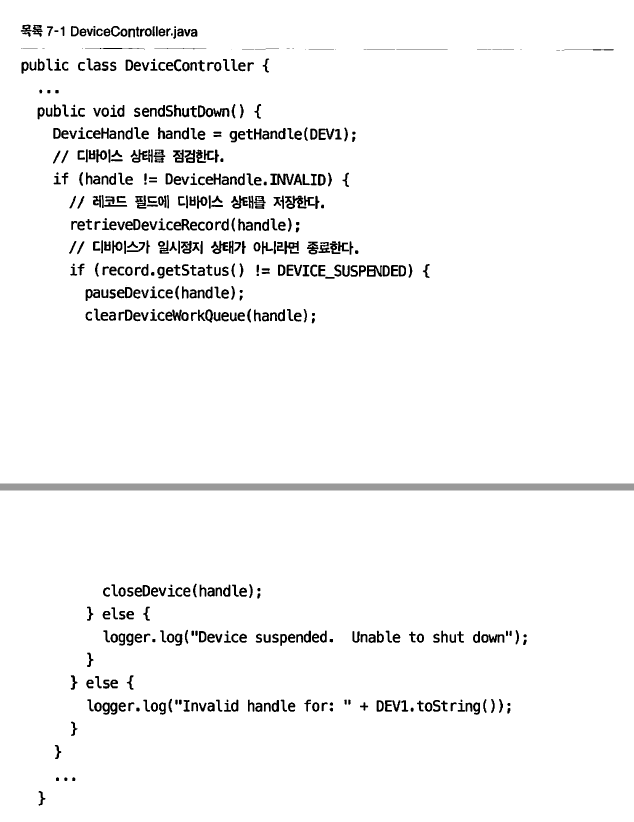 목록 7-1 DeviceController.java
public class DeviceController {
  ...
  public void sendShutDown() {
    DeviceHandle handle = getHandle(DEV1);
    // 디바이스 상태를 점검한다.
    if (handle != DeviceHandle.INVALID) {
      // 레코드 필드에 디바이스 상태를 저장한다.
      retrieveDeviceRecord(handle);
      // 디바이스가 일시정지 상태가 아니라면 종료한다.
      if (record.getStatus() != DEVICE_SUSPENDED) {
        pauseDevice(handle);
        clearDeviceWorkQueue(handle);
        closeDevice(handle);
      } else {
        logger.log("Device suspended.  Unable to shut down");
      }
    } else {
      logger.log("Invalid handle for: " + DEV1.toString());
    }
  }
  ...
}